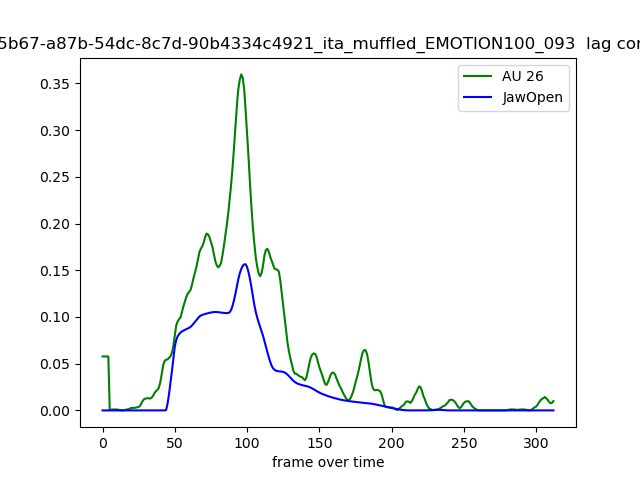 5b67-a87b-54dc-8c7d-90b4334c4921_ita_muffled_EMOTION100_093 lag cor
AU 26
JawOpen
0.35
0.30
0.25
0.20
0.15
0.10
0.05
0.00
0 50 100 150 200 250 300
frame over time